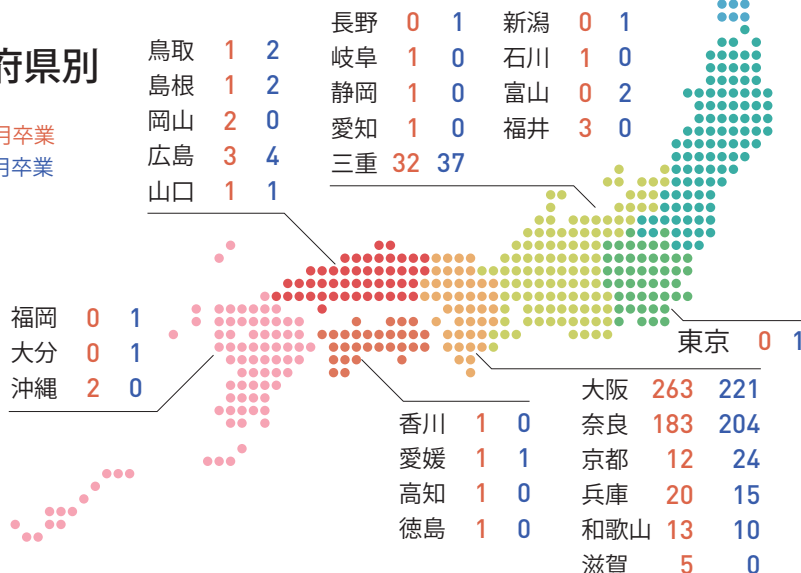 府県別
月卒業
月卒業
鳥取 1 2
島根 1 2
岡山 2 0
広島 3 4
山口 1 1
長野 0 1
岐阜 1 0
静岡 1 0
愛知 1 0
三重 32 37
新潟 0 1
石川 1 0
富山 0 2
福井 3 0
福岡 0 1
大分 0 1
沖縄 2 0
東京 0 1
香川 1 0
愛媛 1 1
高知 1 0
徳島 1 0
大阪 263 221
奈良 183 204
京都 12 24
兵庫 20 15
和歌山 13 10
滋賀 5 0